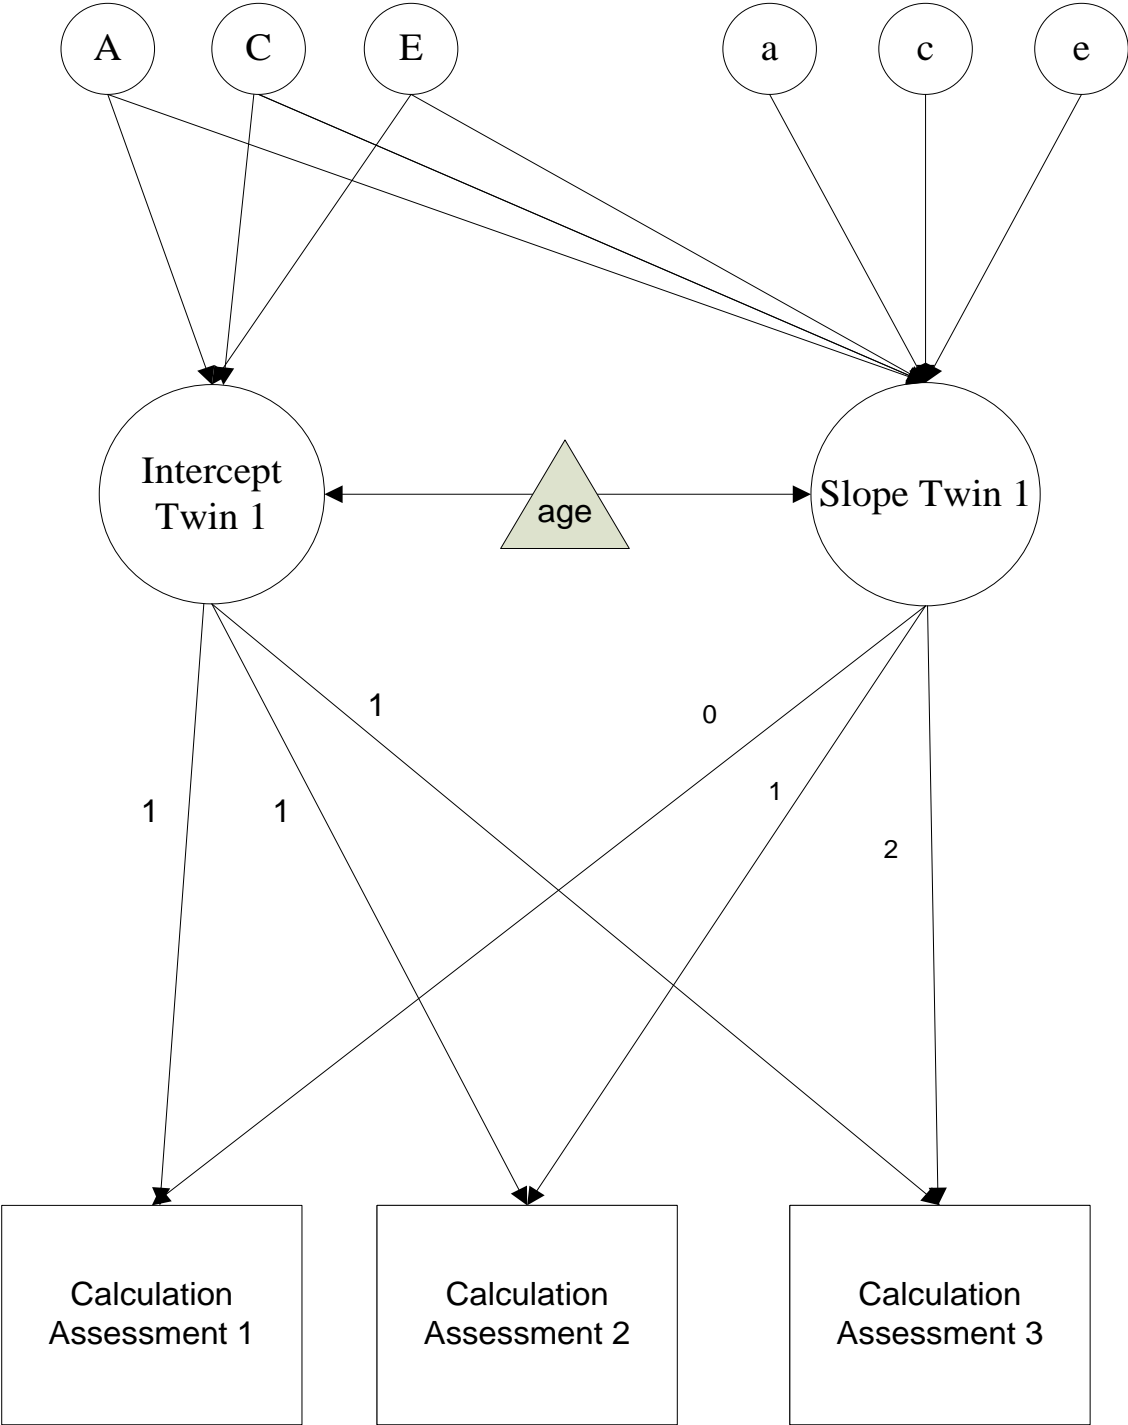 A
C
E
a
c
e
Intercept
Twin 1
age
Slope Twin 1
1
0
1
1
1
2
Calculation
Assessment 1
Calculation
Assessment 2
Calculation
Assessment 3